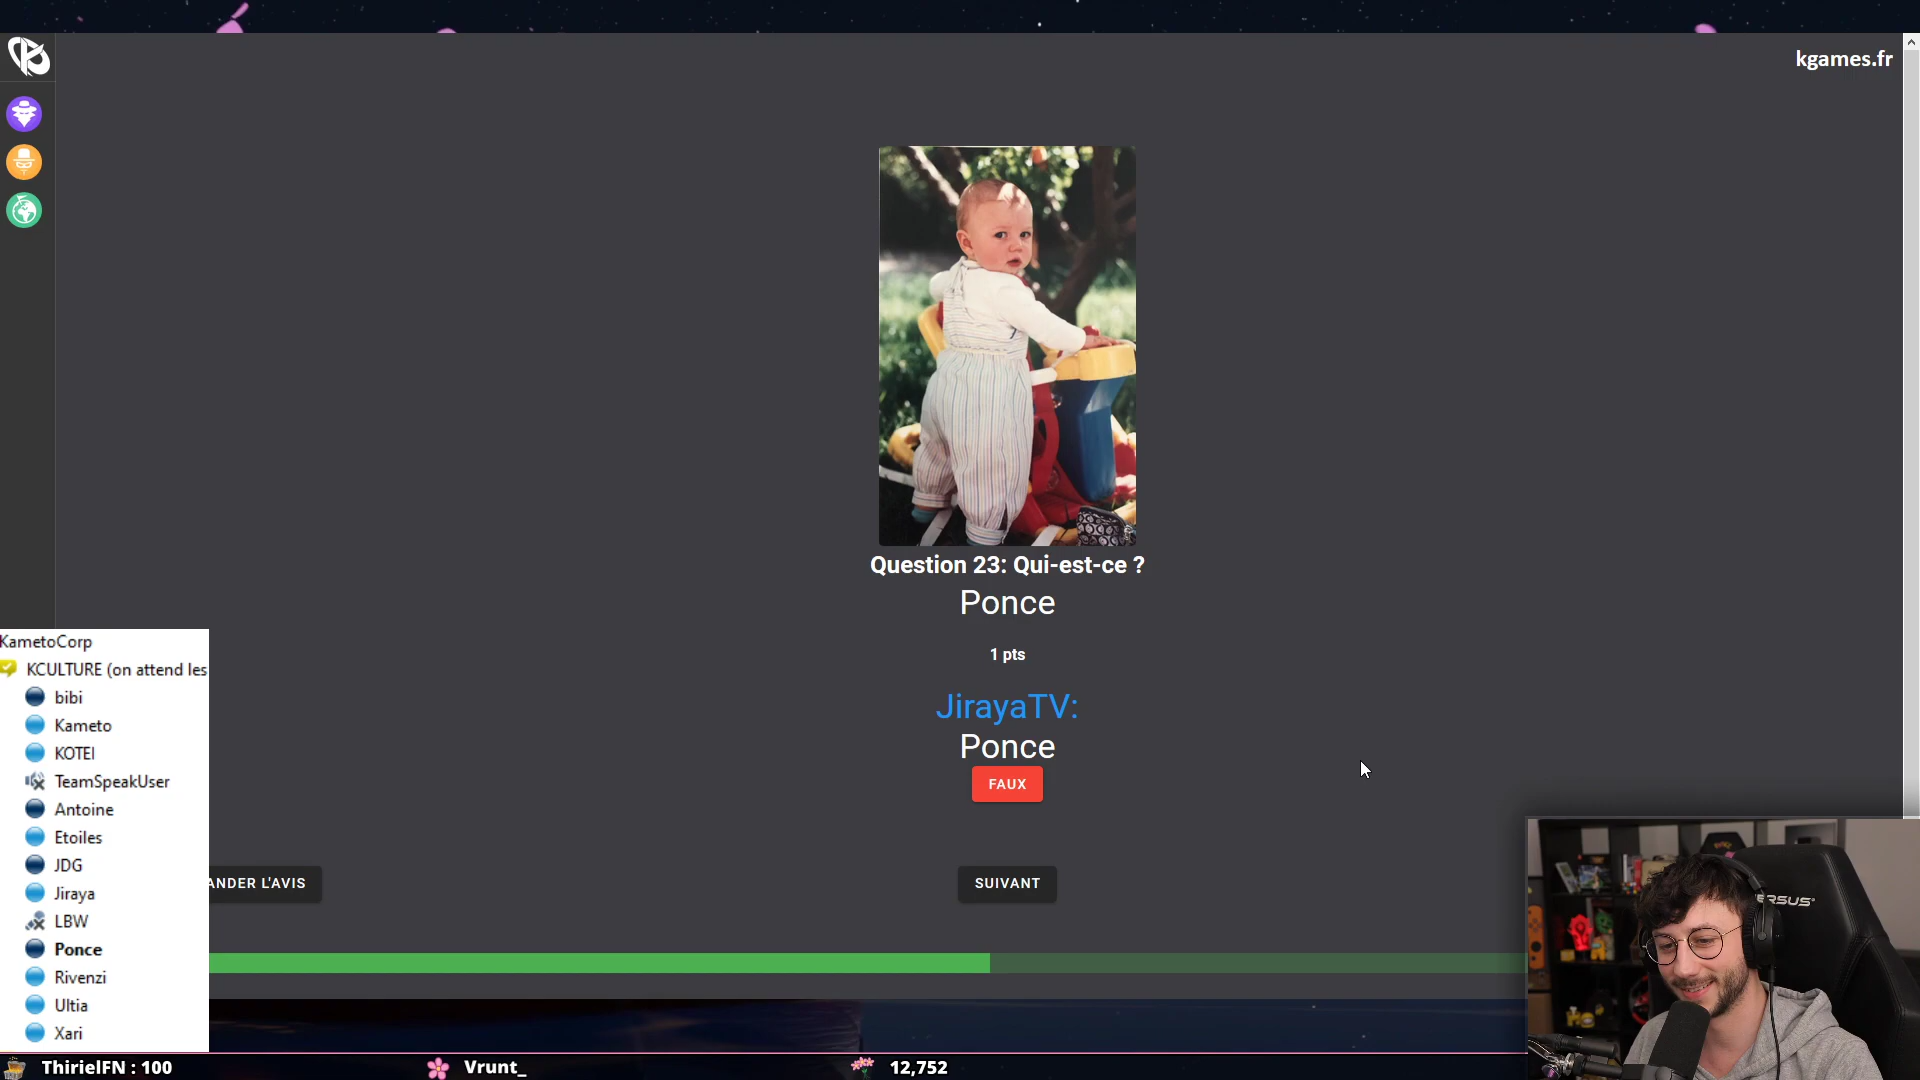 kgames.fr
Question 23: Qui-est-ce ?
Ponce
1 pts
JirayaTV:
Ponce
FAUX
ANDER L'AVIS
SUIVANT
KametoCorp
KCULTURE (on attend les
bibi
Kameto
KOTEI
TeamSpeakUser
Antoine
Etoiles
JDG
Jiraya
LBW
Ponce
Rivenzi
Ultia
Xari
ERSUS
ThirielFN : 100
Vrunt_
12,752